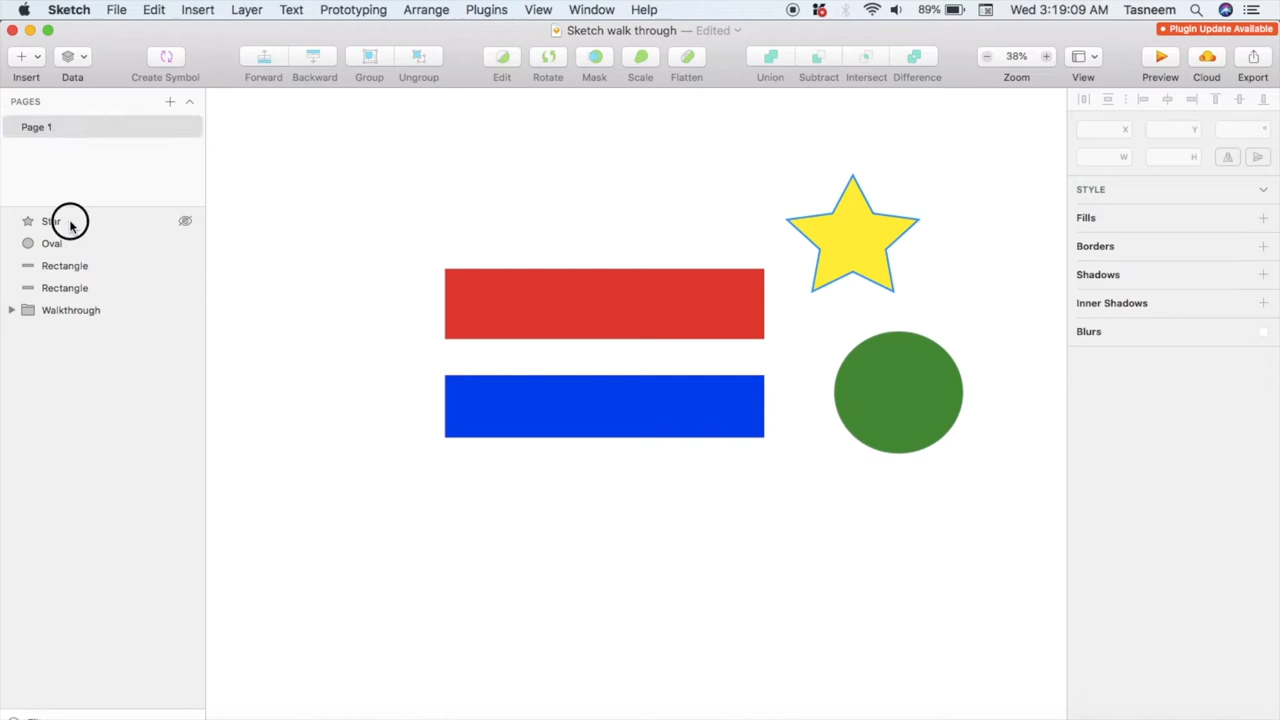 Sketch File Edit Insert Layer Text Prototyping Arrange Plugins View Window Help 89% Wed 3:19:09 AM Tasneem
Sketch walk through — Edited
Plugin Update Available
38%
Insert Data Create Symbol Forward Backward Group Ungroup Edit Rotate Mask Scale Flatten Union Subtract Intersect Difference Zoom View Preview Cloud Export
PAGES
Page 1
X Y °
W H
STYLE
Fills
Borders
Shadows
Inner Shadows
Blurs
Star
Oval
Rectangle
Rectangle
Walkthrough